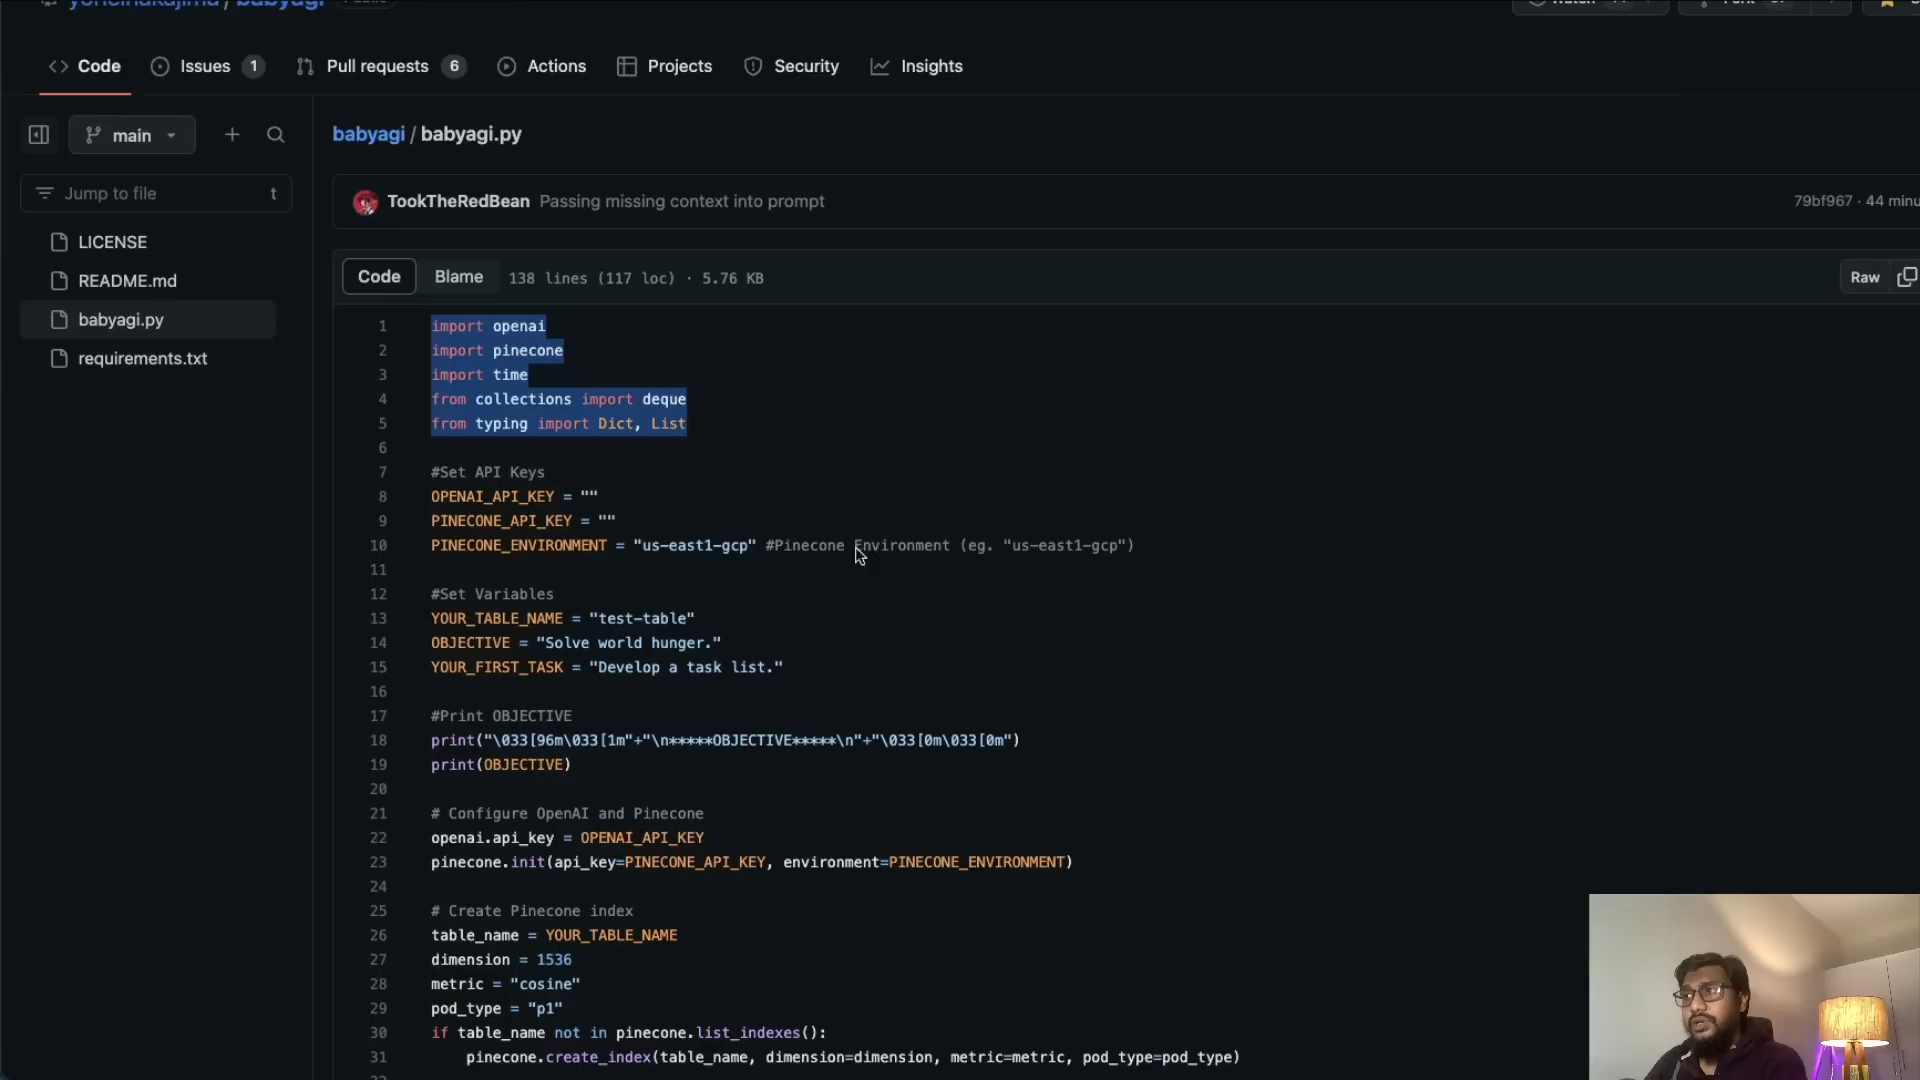 yoheinakajima / babyagi
Code
Issues 1
Pull requests 6
Actions
Projects
Security
Insights
main
Jump to file t
LICENSE
README.md
babyagi.py
requirements.txt
babyagi / babyagi.py
TookTheRedBean Passing missing context into prompt
79bf967 · 44 minu
Code
Blame
138 lines (117 loc) · 5.76 KB
Raw
1 import openai
2 import pinecone
3 import time
4 from collections import deque
5 from typing import Dict, List
6
7 #Set API Keys
8 OPENAI_API_KEY = ""
9 PINECONE_API_KEY = ""
10 PINECONE_ENVIRONMENT = "us-east1-gcp" #Pinecone Environment (eg. "us-east1-gcp")
11
12 #Set Variables
13 YOUR_TABLE_NAME = "test-table"
14 OBJECTIVE = "Solve world hunger."
15 YOUR_FIRST_TASK = "Develop a task list."
16
17 #Print OBJECTIVE
18 print("\033[96m\033[1m"+"\n*****OBJECTIVE*****\n"+"\033[0m\033[0m")
19 print(OBJECTIVE)
20
21 # Configure OpenAI and Pinecone
22 openai.api_key = OPENAI_API_KEY
23 pinecone.init(api_key=PINECONE_API_KEY, environment=PINECONE_ENVIRONMENT)
24
25 # Create Pinecone index
26 table_name = YOUR_TABLE_NAME
27 dimension = 1536
28 metric = "cosine"
29 pod_type = "p1"
30 if table_name not in pinecone.list_indexes():
31 pinecone.create_index(table_name, dimension=dimension, metric=metric, pod_type=pod_type)